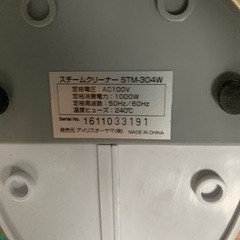 スチームクリーナー STM-304W
定格電圧：AC100V
定格消費電力：1000W
定格周波数：50Hz／60Hz
温度ヒューズ：240℃
Serial No. 1611033191
発売元 アイリスオーヤマ(株) MADE IN CHINA